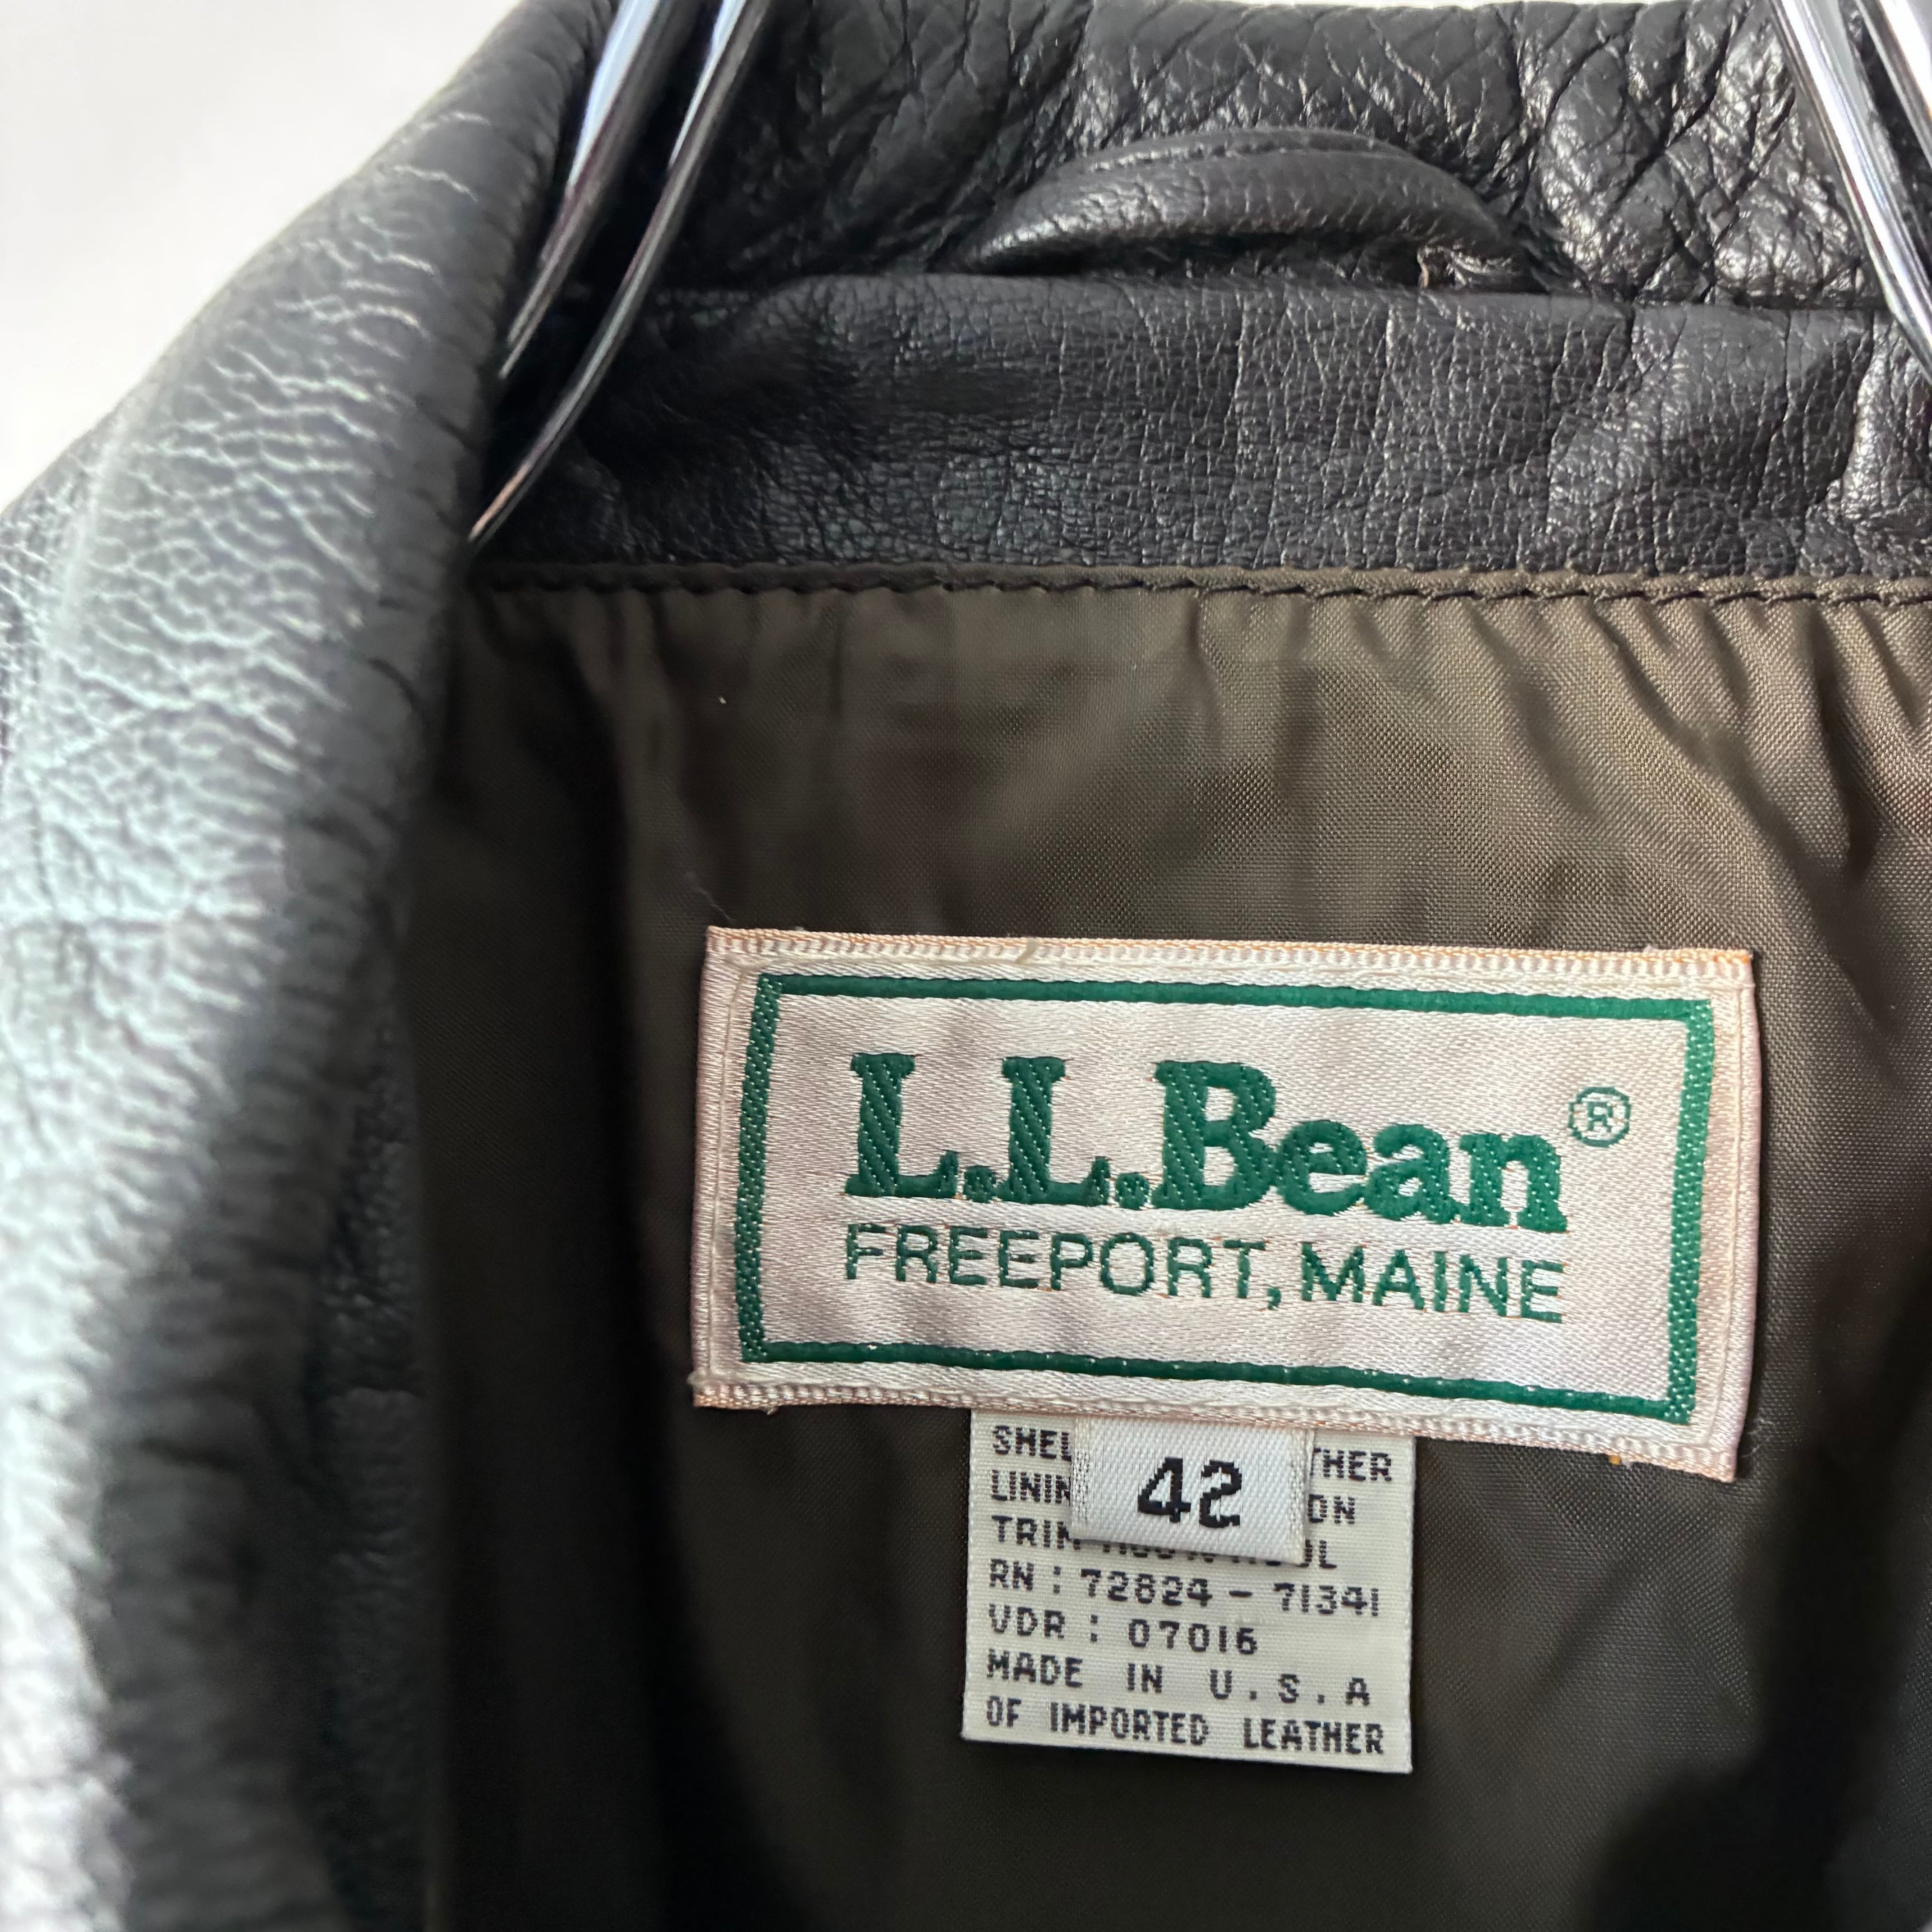 L.L.Bean®
FREEPORT, MAINE
42
RN : 72824 - 71341
VDR : 07016
MADE IN U.S.A
OF IMPORTED LEATHER